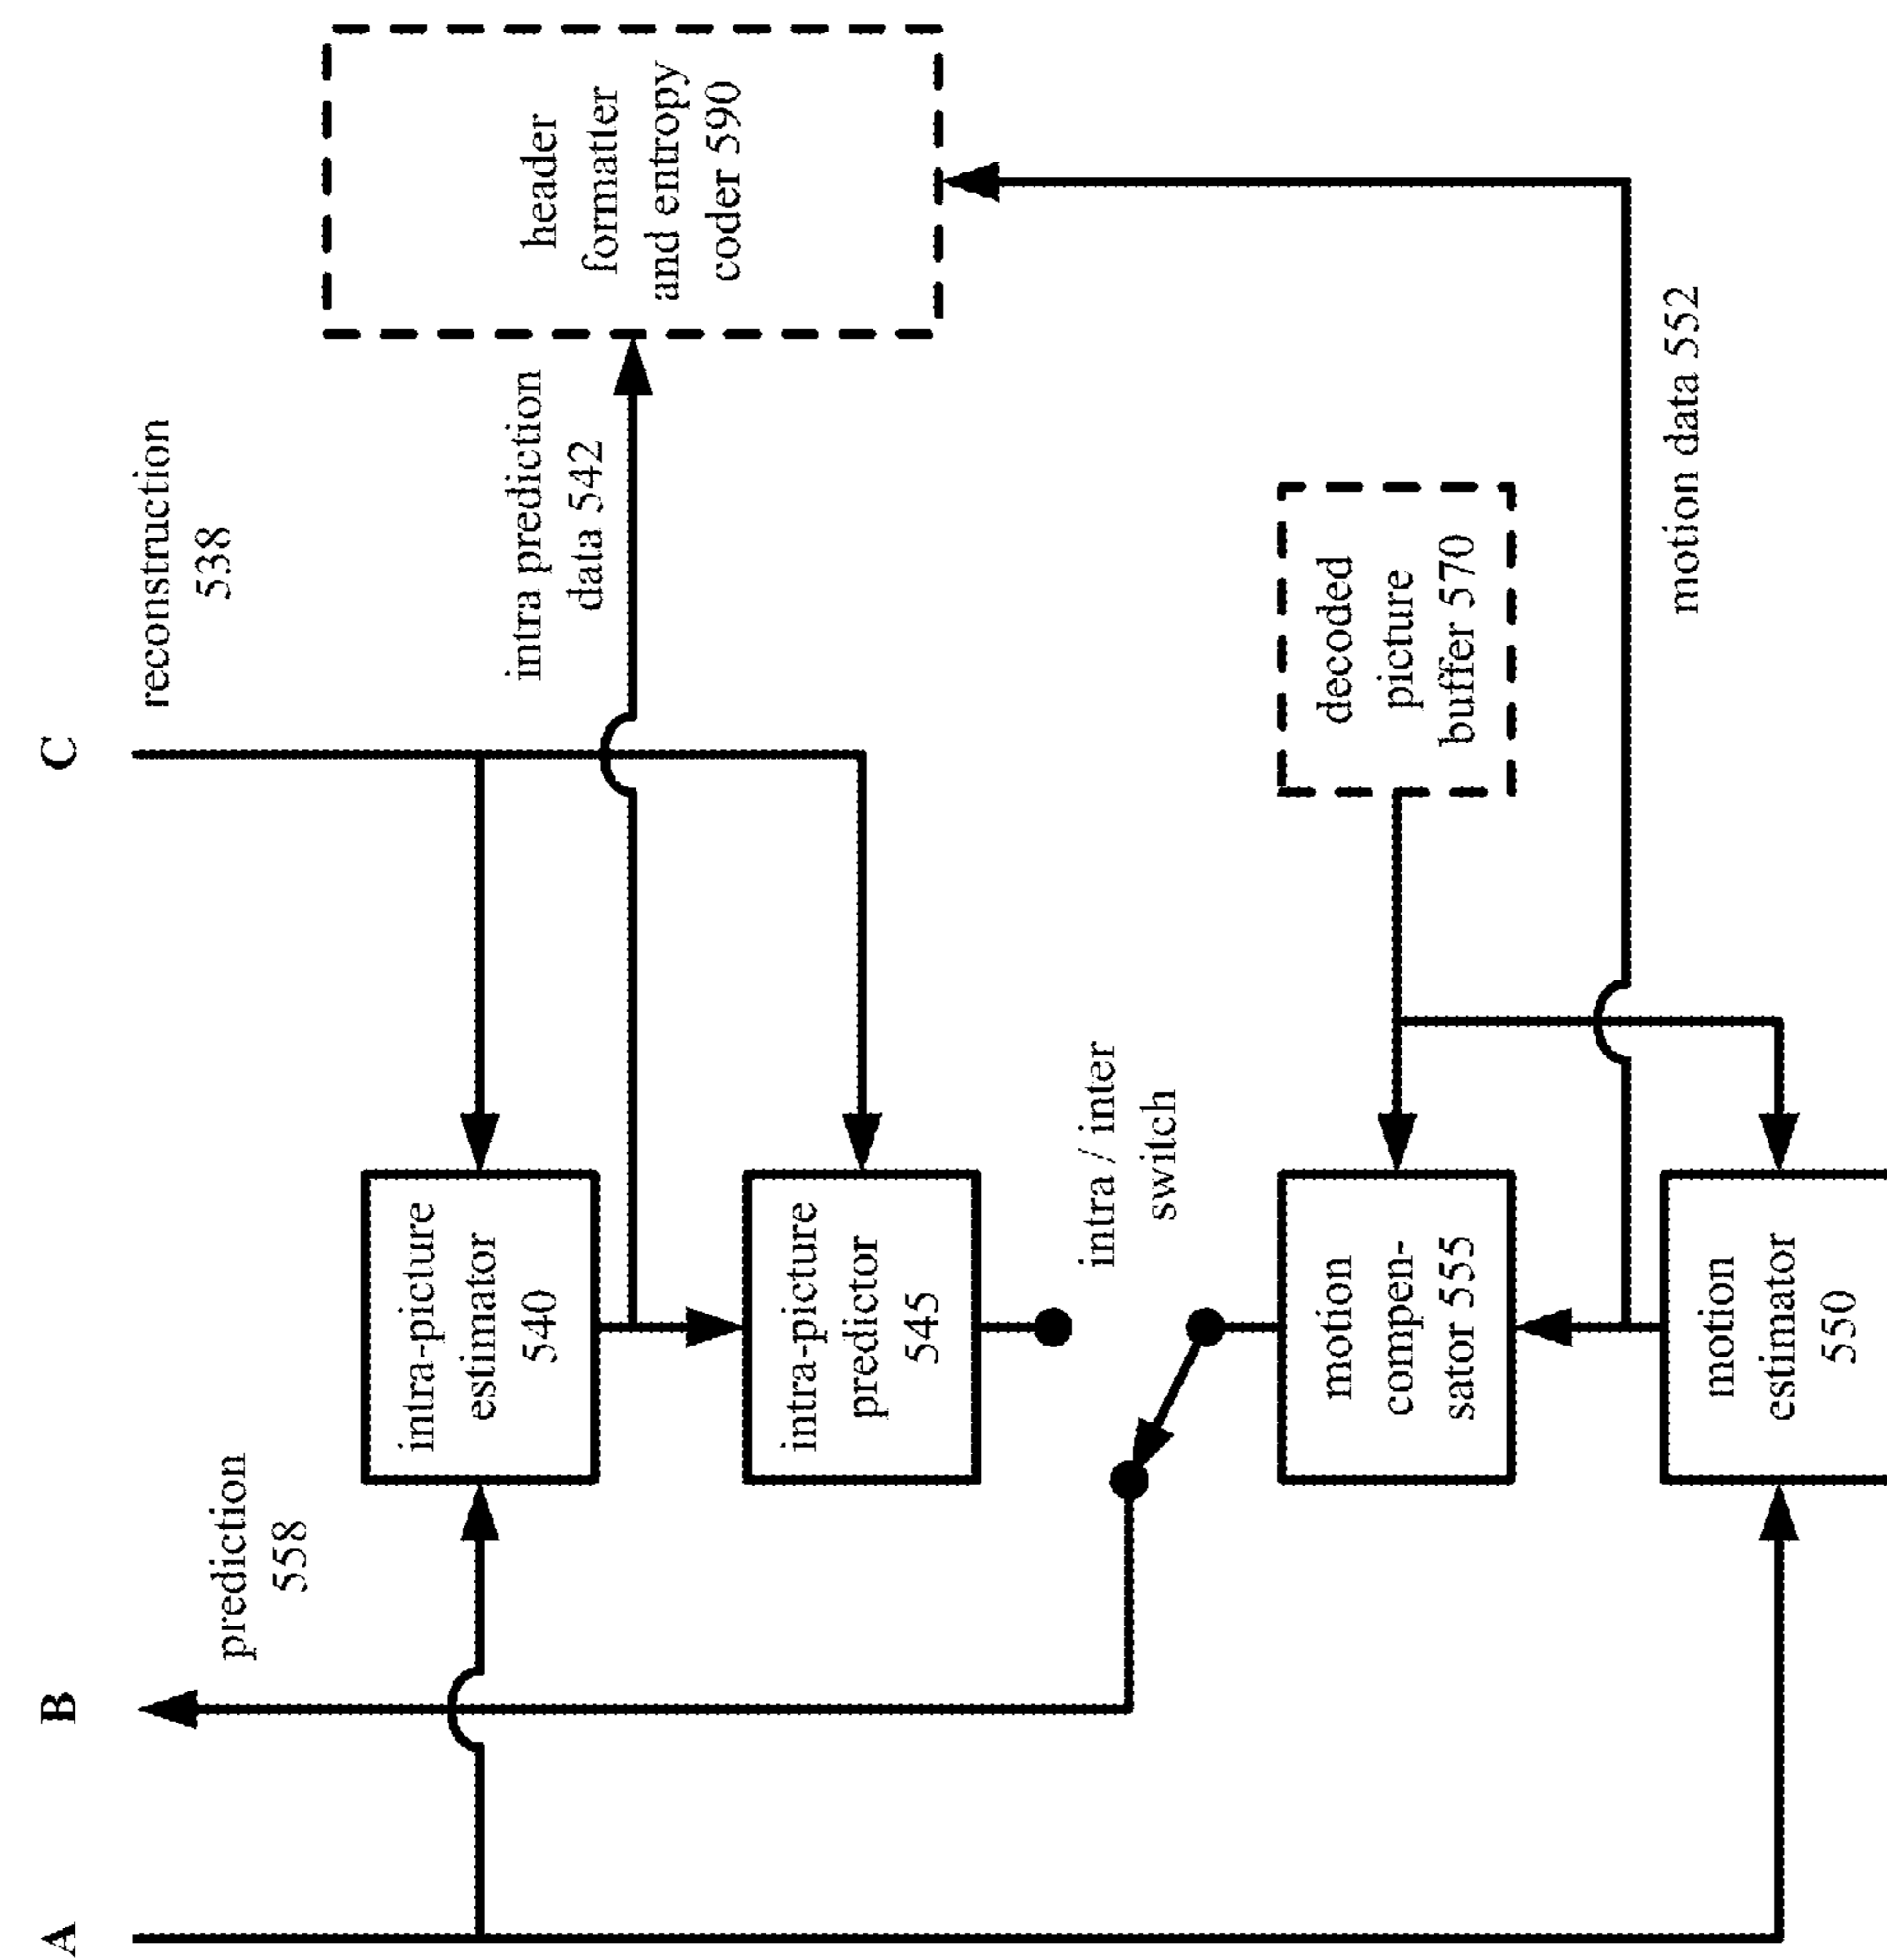 A
B
C
prediction
558
reconstruction
538
intra-picture
estimator
540
intra prediction
data 542
header
formatter
and entropy
coder 590
intra-picture
predictor
545
intra / inter
switch
motion
compen-
sator 555
decoded
picture
buffer 570
motion
estimator
550
motion data 552